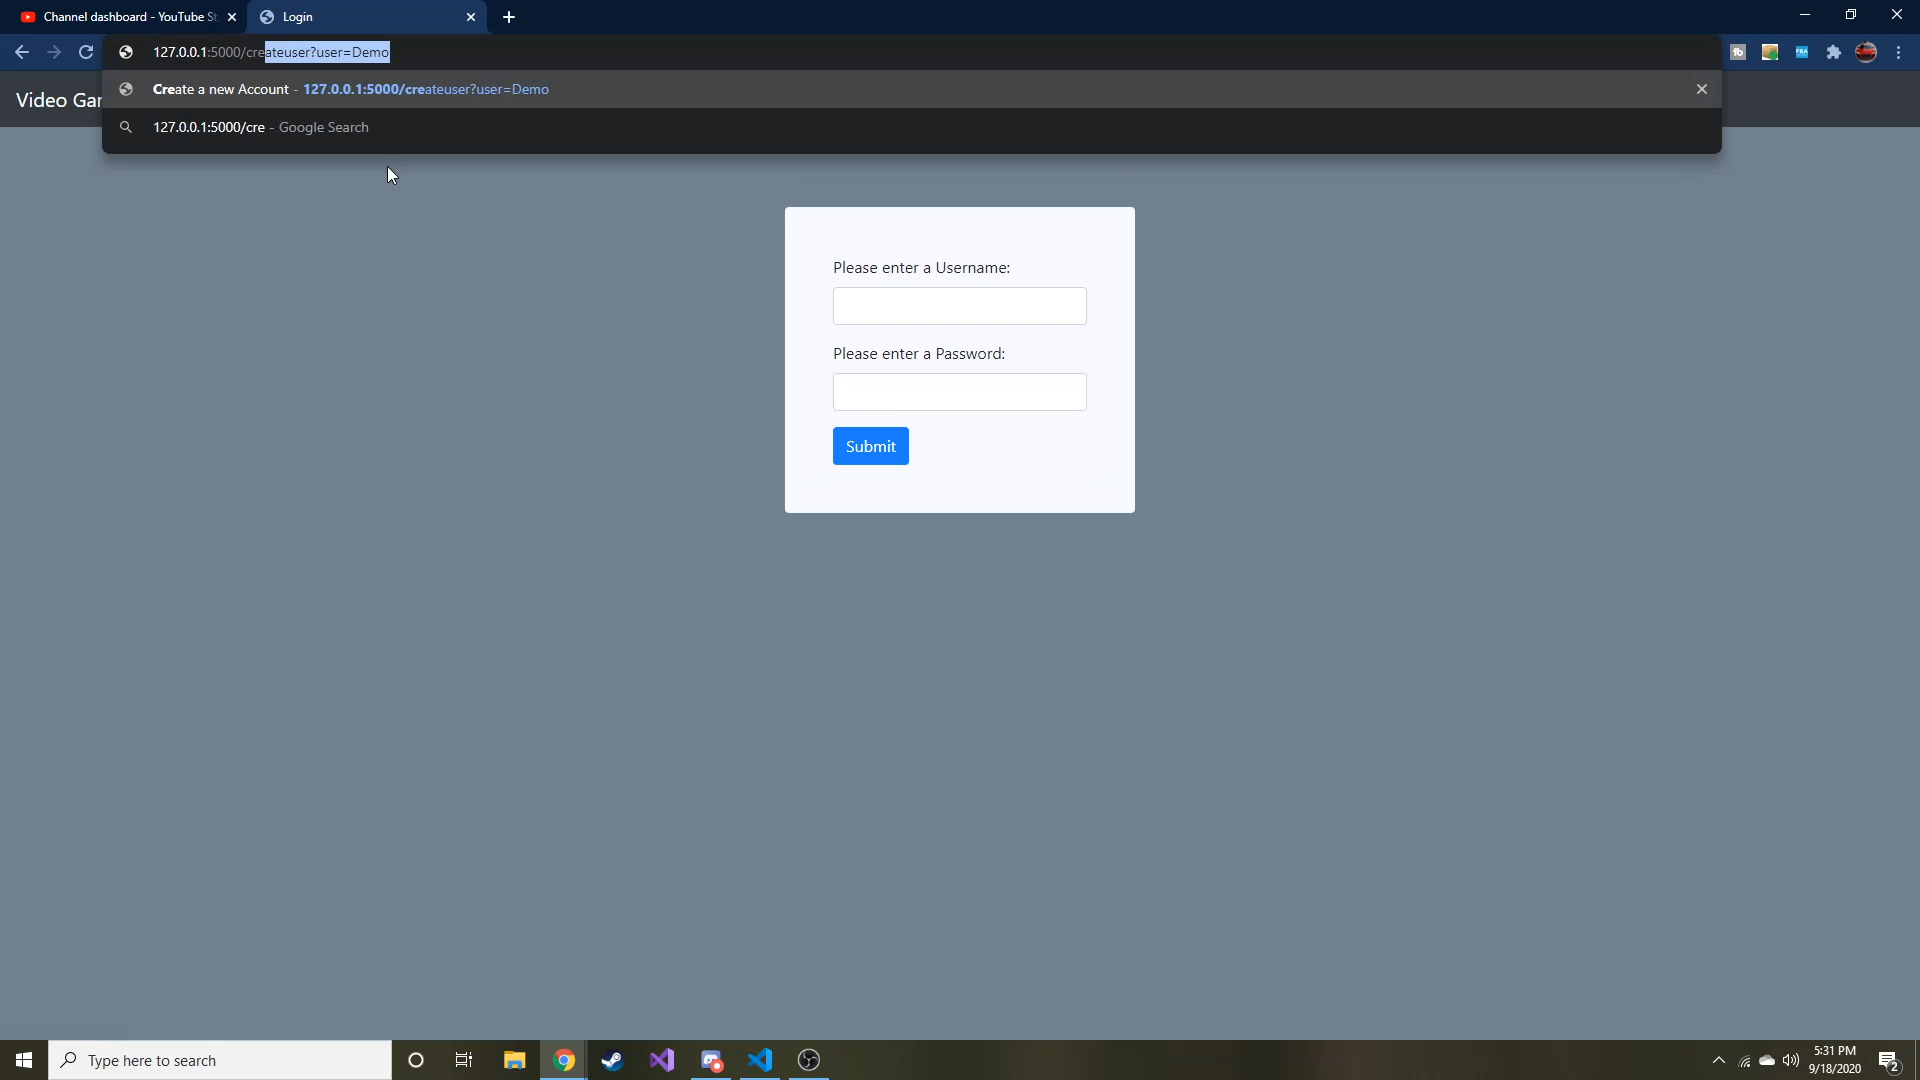 Channel dashboard - YouTube St
Login
127.0.0.1:5000/createuser?user=Demo
Create a new Account - 127.0.0.1:5000/createuser?user=Demo
127.0.0.1:5000/cre - Google Search
Video Gar
Please enter a Username:
Please enter a Password:
Submit
Type here to search
5:31 PM
9/18/2020
2